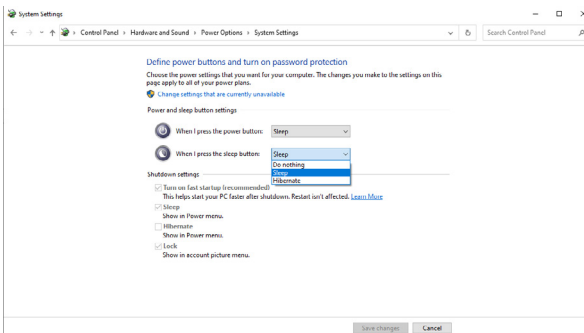 System Settings
Control Panel > Hardware and Sound > Power Options > System Settings
Search Control Panel
Define power buttons and turn on password protection
Choose the power settings that you want for your computer. The changes you make to the settings on this
page apply to all of your power plans.
Change settings that are currently unavailable
Power and sleep button settings
When I press the power button: Sleep
When I press the sleep button: Sleep
Do nothing
Sleep
Hibernate
Shutdown settings
Turn on fast startup (recommended)
This helps start your PC faster after shutdown. Restart isn't affected. Learn More
Sleep
Show in Power menu.
Hibernate
Show in Power menu.
Lock
Show in account picture menu.
Save changes Cancel